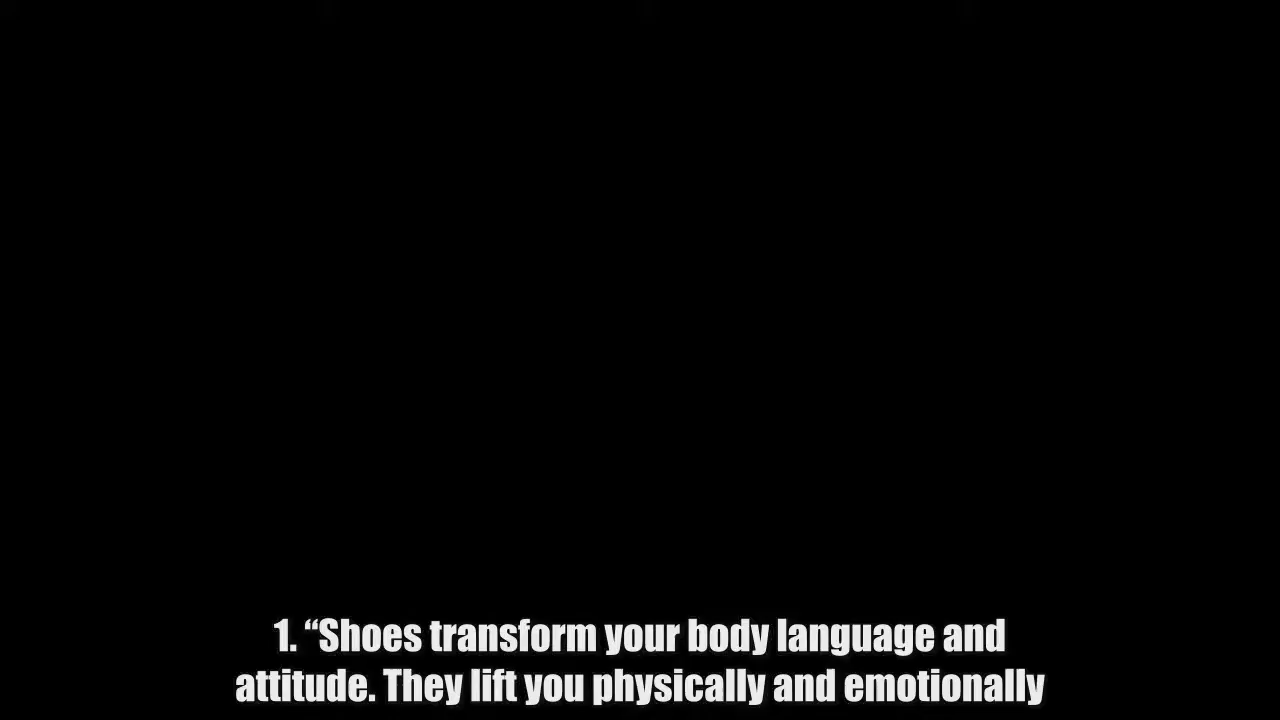 1. “Shoes transform your body language and
attitude. They lift you physically and emotionally